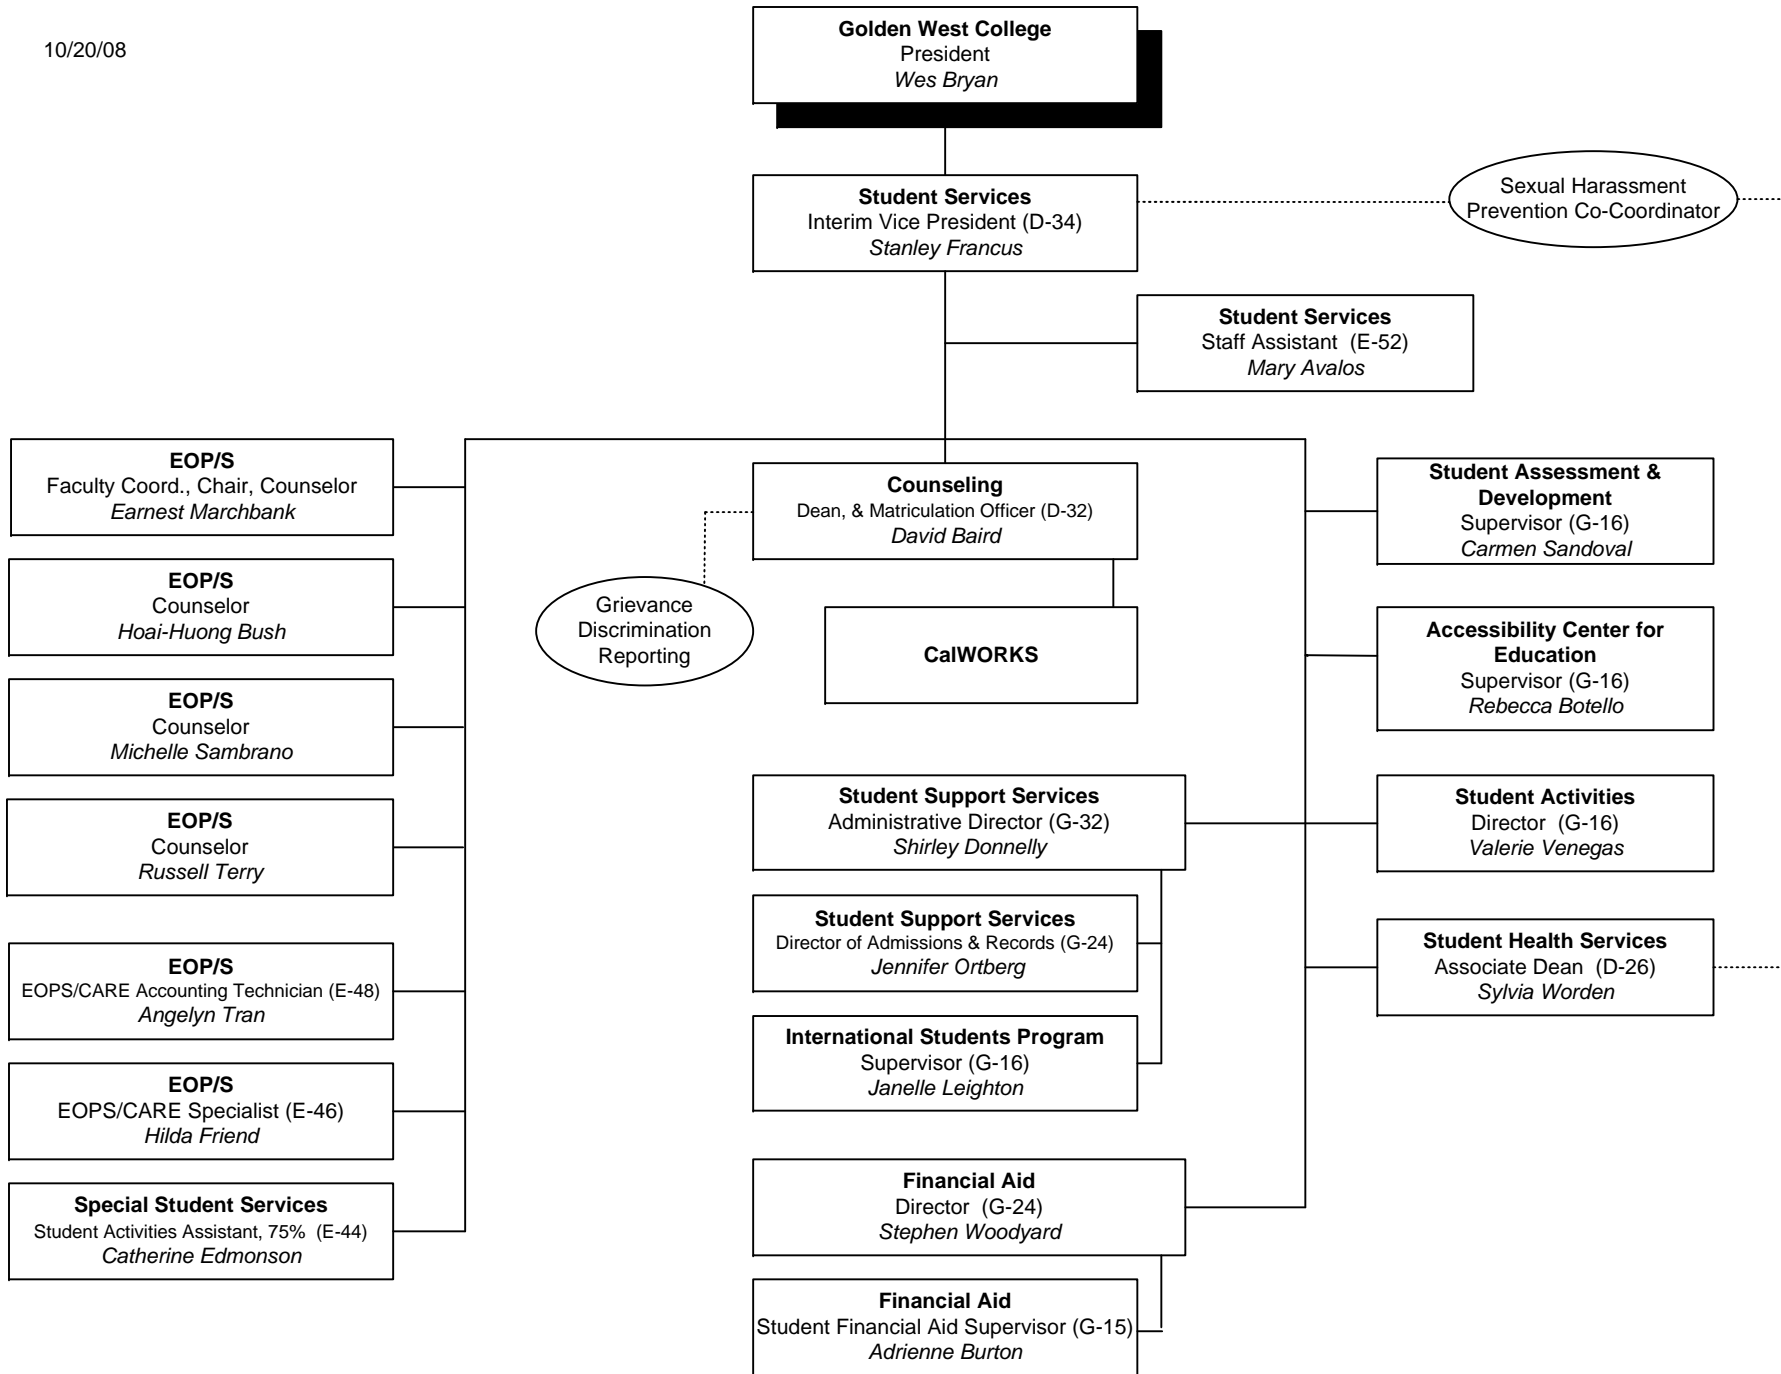 10/20/08
Golden West College
President
Wes Bryan
Student Services
Interim Vice President (D-34)
Stanley Francus
Sexual Harassment
Prevention Co-Coordinator
Student Services
Staff Assistant (E-52)
Mary Avalos
EOP/S
Faculty Coord., Chair, Counselor
Earnest Marchbank
EOP/S
Counselor
Hoai-Huong Bush
EOP/S
Counselor
Michelle Sambrano
EOP/S
Counselor
Russell Terry
EOP/S
EOPS/CARE Accounting Technician (E-48)
Angelyn Tran
EOP/S
EOPS/CARE Specialist (E-46)
Hilda Friend
Special Student Services
Student Activities Assistant, 75% (E-44)
Catherine Edmonson
Counseling
Dean, & Matriculation Officer (D-32)
David Baird
Grievance
Discrimination
Reporting
CalWORKS
Student Support Services
Administrative Director (G-32)
Shirley Donnelly
Student Support Services
Director of Admissions & Records (G-24)
Jennifer Ortberg
International Students Program
Supervisor (G-16)
Janelle Leighton
Financial Aid
Director (G-24)
Stephen Woodyard
Financial Aid
Student Financial Aid Supervisor (G-15)
Adrienne Burton
Student Assessment &
Development
Supervisor (G-16)
Carmen Sandoval
Accessibility Center for
Education
Supervisor (G-16)
Rebecca Botello
Student Activities
Director (G-16)
Valerie Venegas
Student Health Services
Associate Dean (D-26)
Sylvia Worden